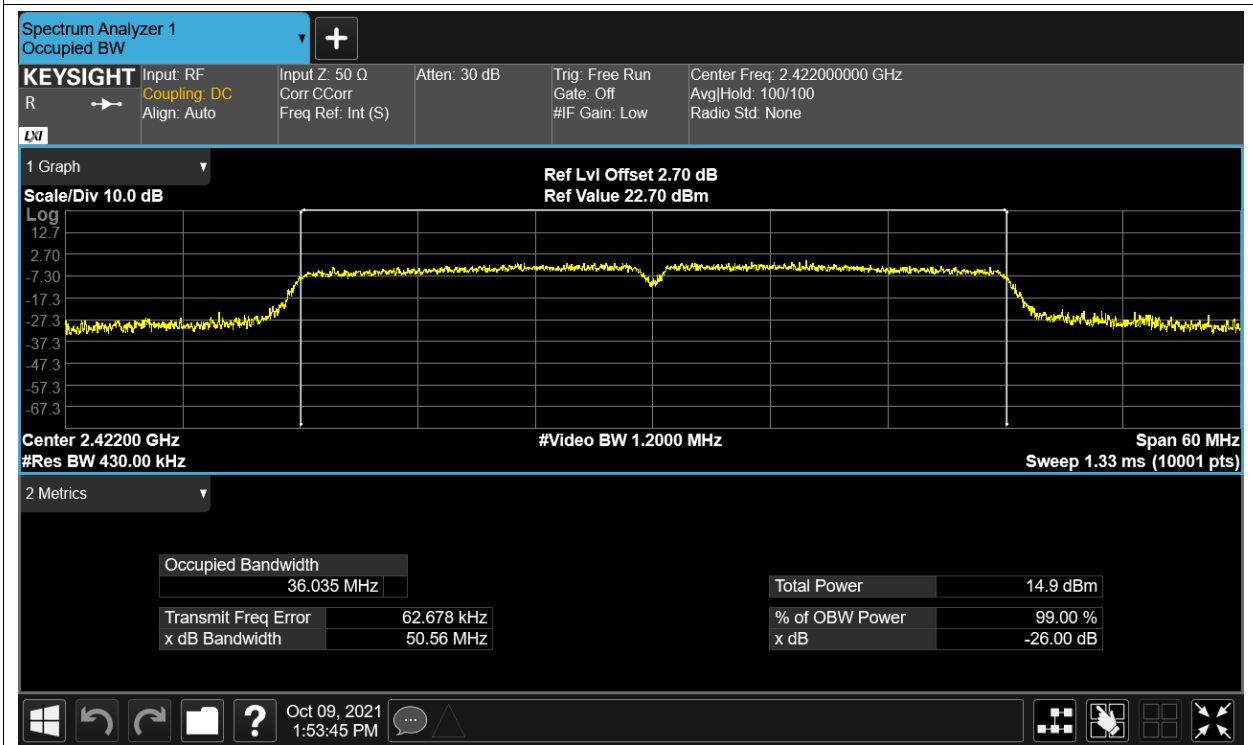 Spectrum Analyzer 1
Occupied BW
KEYSIGHT Input: RF Input Z: 50 Ω Atten: 30 dB Trig: Free Run Center Freq: 2.422000000 GHz
R Coupling: DC Corr CCorr Gate: Off Avg|Hold: 100/100
Align: Auto Freq Ref: Int (S) #IF Gain: Low Radio Std: None
LXI
1 Graph
Ref Lvl Offset 2.70 dB
Scale/Div 10.0 dB Ref Value 22.70 dBm
Log
12.7
2.70
-7.30
-17.3
-27.3
-37.3
-47.3
-57.3
-67.3
Center 2.42200 GHz #Video BW 1.2000 MHz Span 60 MHz
#Res BW 430.00 kHz Sweep 1.33 ms (10001 pts)
2 Metrics
Occupied Bandwidth
36.035 MHz Total Power 14.9 dBm
Transmit Freq Error 62.678 kHz % of OBW Power 99.00 %
x dB Bandwidth 50.56 MHz x dB -26.00 dB
? Oct 09, 2021
1:53:45 PM